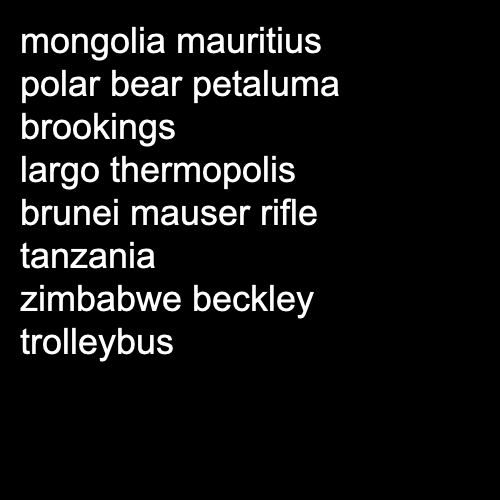 mongolia mauritius
polar bear petaluma
brookings
largo thermopolis
brunei mauser rifle
tanzania
zimbabwe beckley
trolleybus